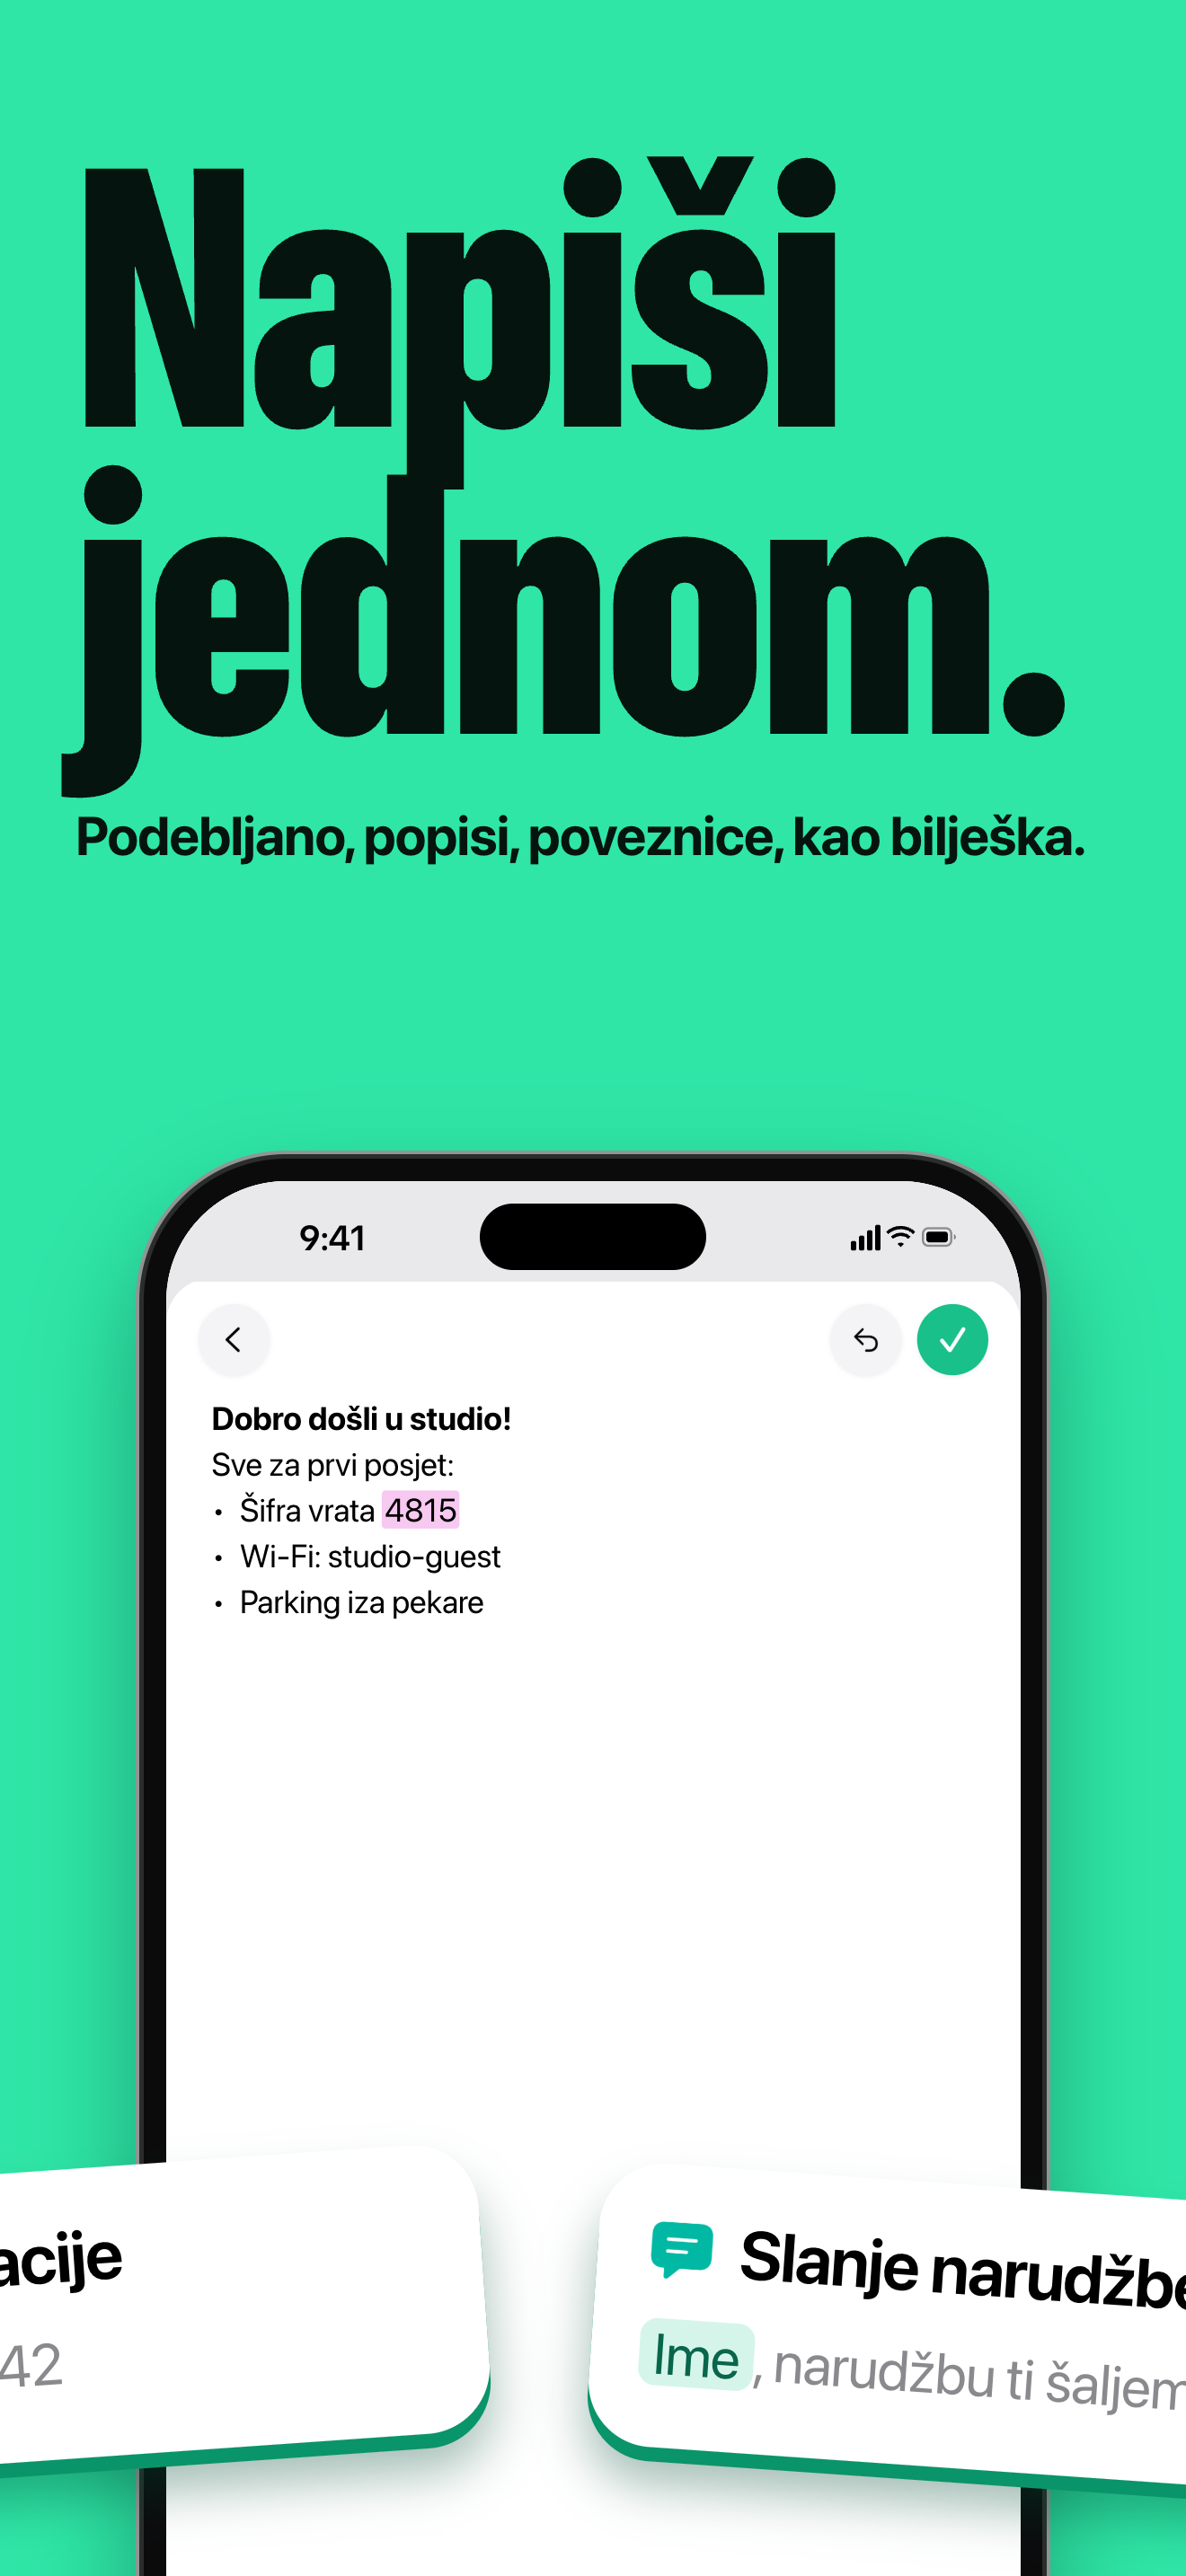 Napiši
jednom.
Podebljano, popisi, poveznice, kao bilješka.
9:41
Dobro došli u studio!
Sve za prvi posjet:
• Šifra vrata 4815
• Wi-Fi: studio-guest
• Parking iza pekare
acije
42
Slanje narudžbe
Ime, narudžbu ti šaljem